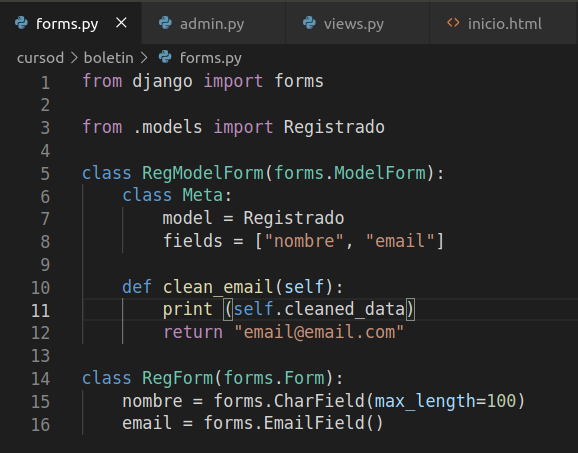 forms.py × admin.py views.py <> inicio.html
cursod > boletin > forms.py
1 from django import forms
2
3 from .models import Registrado
4
5 class RegModelForm(forms.ModelForm):
6     class Meta:
7         model = Registrado
8         fields = ["nombre", "email"]
9
10     def clean_email(self):
11         print (self.cleaned_data)
12         return "email@email.com"
13
14 class RegForm(forms.Form):
15     nombre = forms.CharField(max_length=100)
16     email = forms.EmailField()